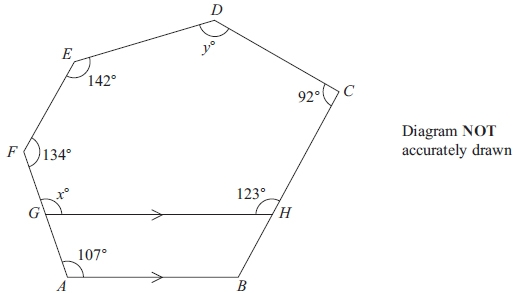 D
y°
E
142°
92°
C
Diagram NOT
accurately drawn
F
134°
x°
123°
G
H
107°
A
B